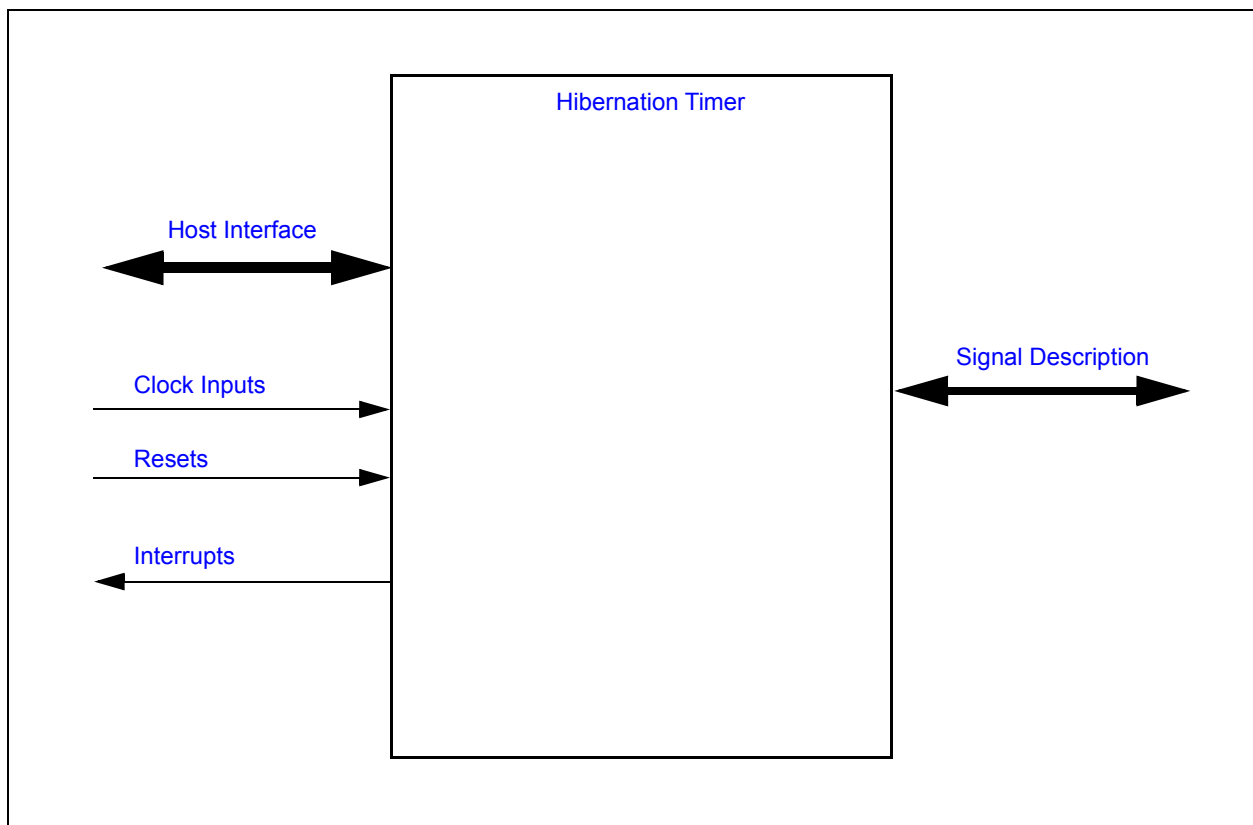 Hibernation Timer
Host Interface
Signal Description
Clock Inputs
Resets
Interrupts